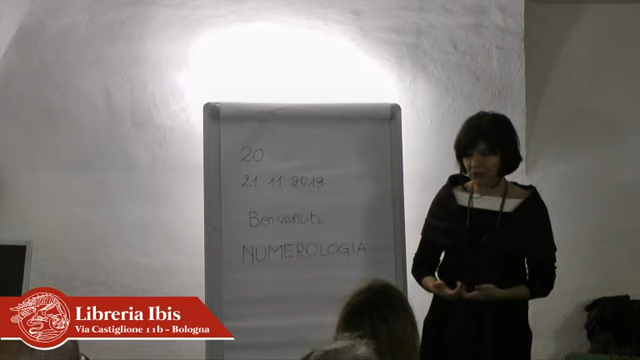 20
21 11 2019
Benvenuti
NUMEROLOGIA
Libreria Ibis
Via Castiglione 11b - Bologna